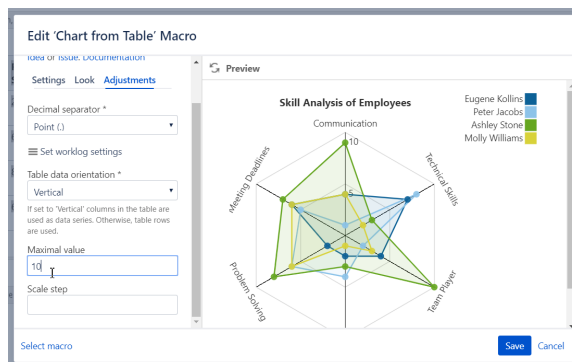 Edit 'Chart from Table' Macro
idea or issue. Documentation
Settings Look Adjustments
Decimal separator *
Point (.)
Set worklog settings
Table data orientation *
Vertical
If set to 'Vertical' columns in the table are
used as data series. Otherwise, table rows
are used.
Maximal value
10
Scale step
Preview
Skill Analysis of Employees
Eugene Kollins
Peter Jacobs
Ashley Stone
Molly Williams
Communication
10
5
Technical Skills
Team Player
Problem Solving
Meeting Deadlines
Select macro
Save Cancel